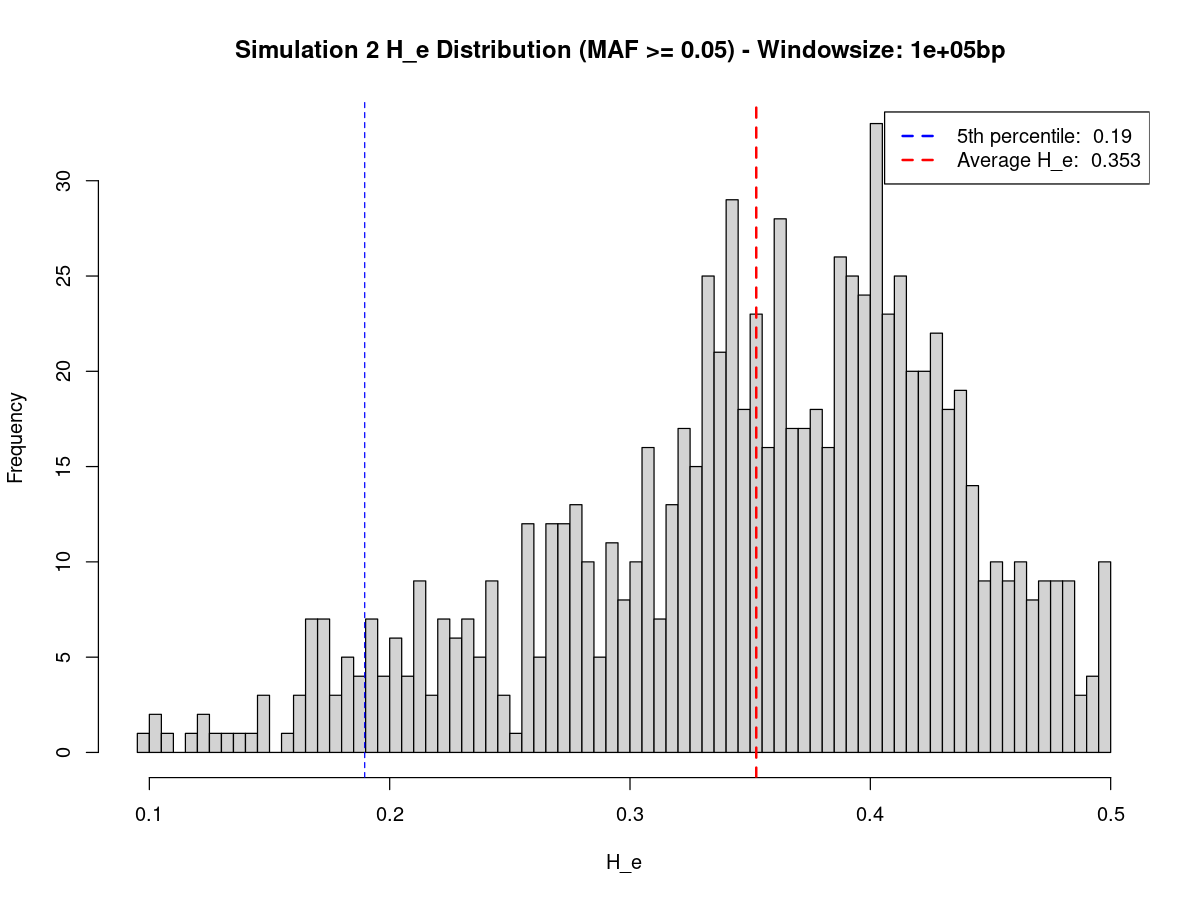 Simulation 2 H_e Distribution (MAF >= 0.05) - Windowsize: 1e+05bp
5th percentile: 0.19
Average H_e: 0.353
Frequency
30
25
20
15
10
5
0
0.1 0.2 0.3 0.4 0.5
H_e